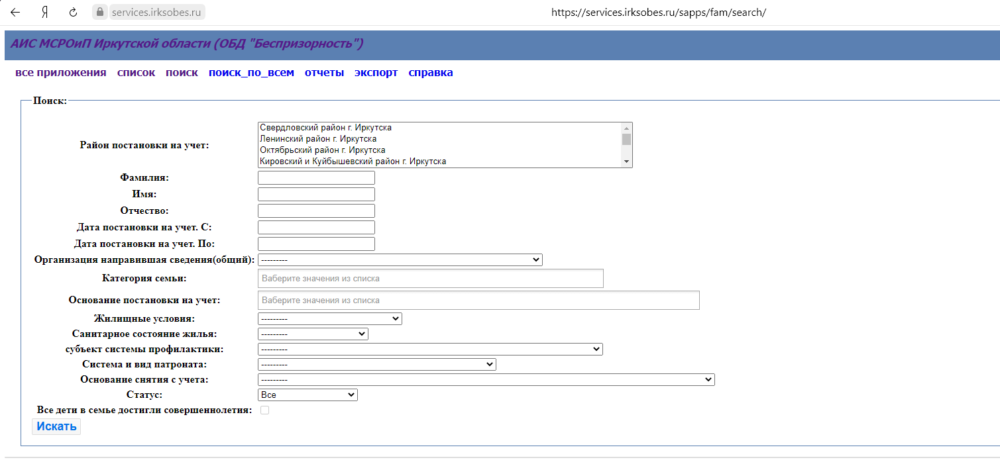 services.irksobes.ru
https://services.irksobes.ru/sapps/fam/search/
АИС МСРОиП Иркутской области (ОБД "Беспризорность")
все приложения список поиск поиск_по_всем отчеты экспорт справка
Поиск:
Район постановки на учет:
Свердловский район г. Иркутска
Ленинский район г. Иркутска
Октябрьский район г. Иркутска
Кировский и Куйбышевский район г. Иркутска
Фамилия:
Имя:
Отчество:
Дата постановки на учет. С:
Дата постановки на учет. По:
Организация направившая сведения(общий): ---------
Категория семьи: Ваберите значения из списка
Основание постановки на учет: Ваберите значения из списка
Жилищные условия: ---------
Санитарное состояние жилья: ---------
субъект системы профилактики: ---------
Система и вид патроната: ---------
Основание снятия с учета: ---------
Статус: Все
Все дети в семье достигли совершеннолетия:
Искать